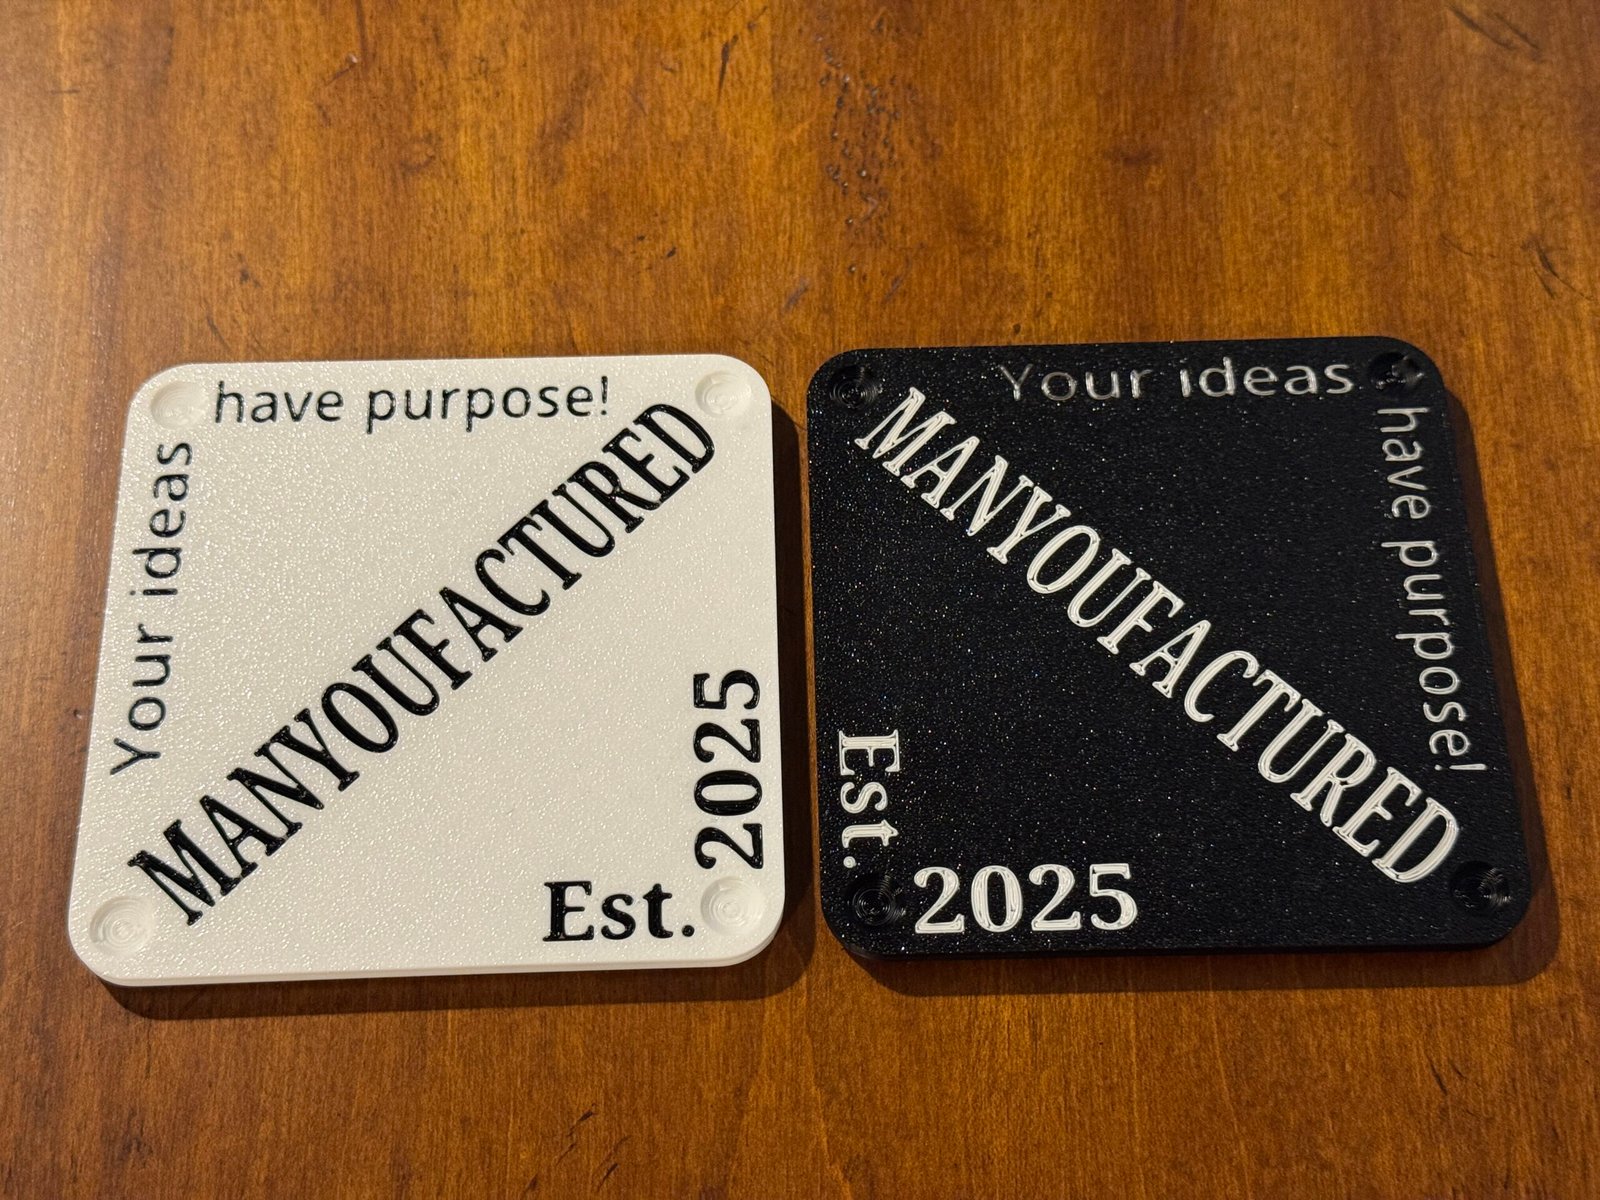 Your ideas
have purpose!
MANYOUFACTURED
Est.
2025
Your ideas
have purpose!
MANYOUFACTURED
Est.
2025